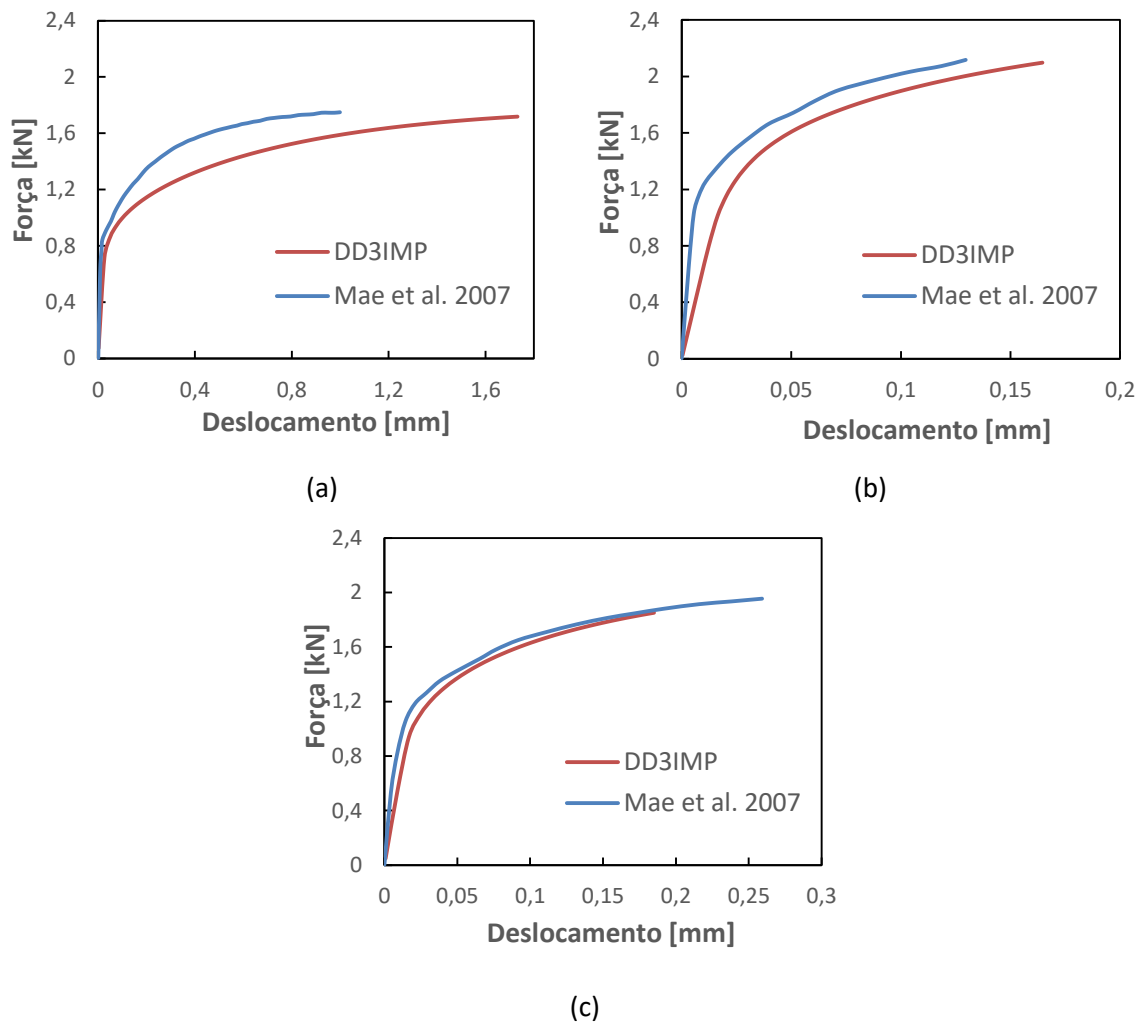 2,4
2
1,6
1,2
0,8
0,4
0
Força [kN]
DD3IMP
Mae et al. 2007
0 0,4 0,8 1,2 1,6
Deslocamento [mm]
(a)
2,4
2
1,6
1,2
0,8
0,4
0
Força [kN]
DD3IMP
Mae et al. 2007
0 0,05 0,1 0,15 0,2
Deslocamento [mm]
(b)
2,4
2
1,6
1,2
0,8
0,4
0
Força [kN]
DD3IMP
Mae et al. 2007
0 0,05 0,1 0,15 0,2 0,25 0,3
Deslocamento [mm]
(c)